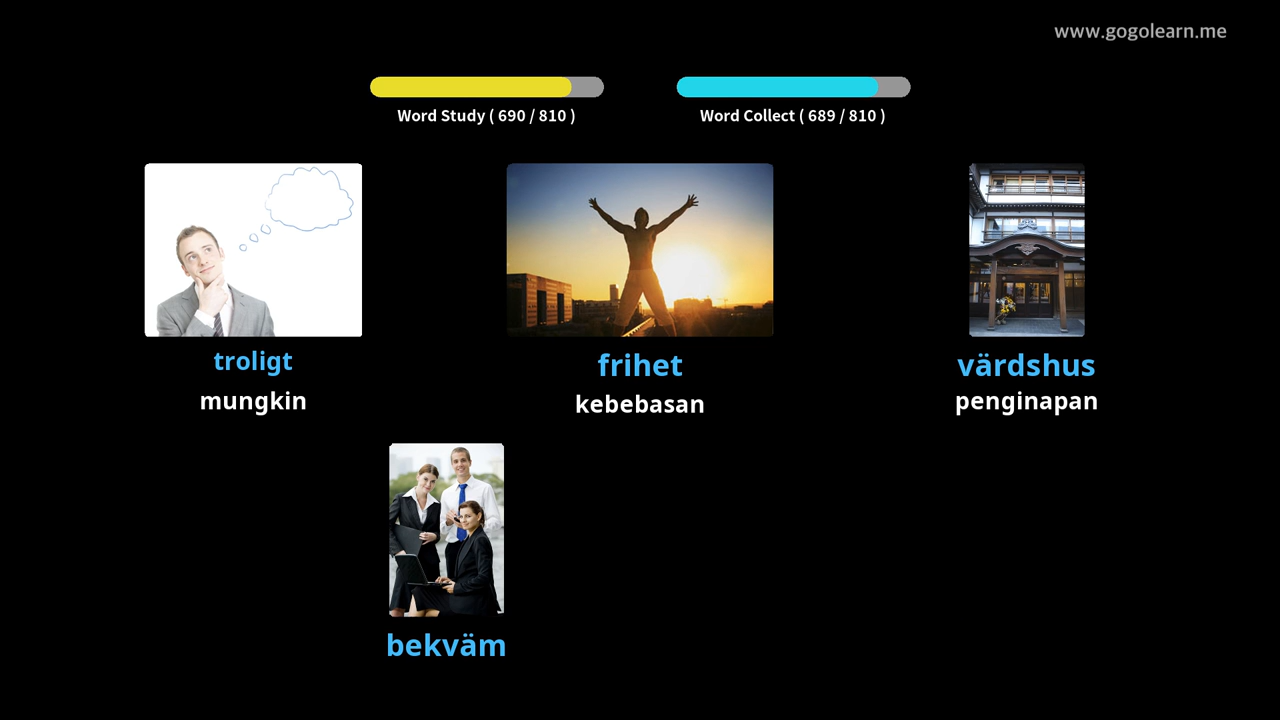 www.gogolearn.me
Word Study ( 690 / 810 )
Word Collect ( 689 / 810 )
troligt
mungkin
frihet
kebebasan
värdshus
penginapan
bekväm